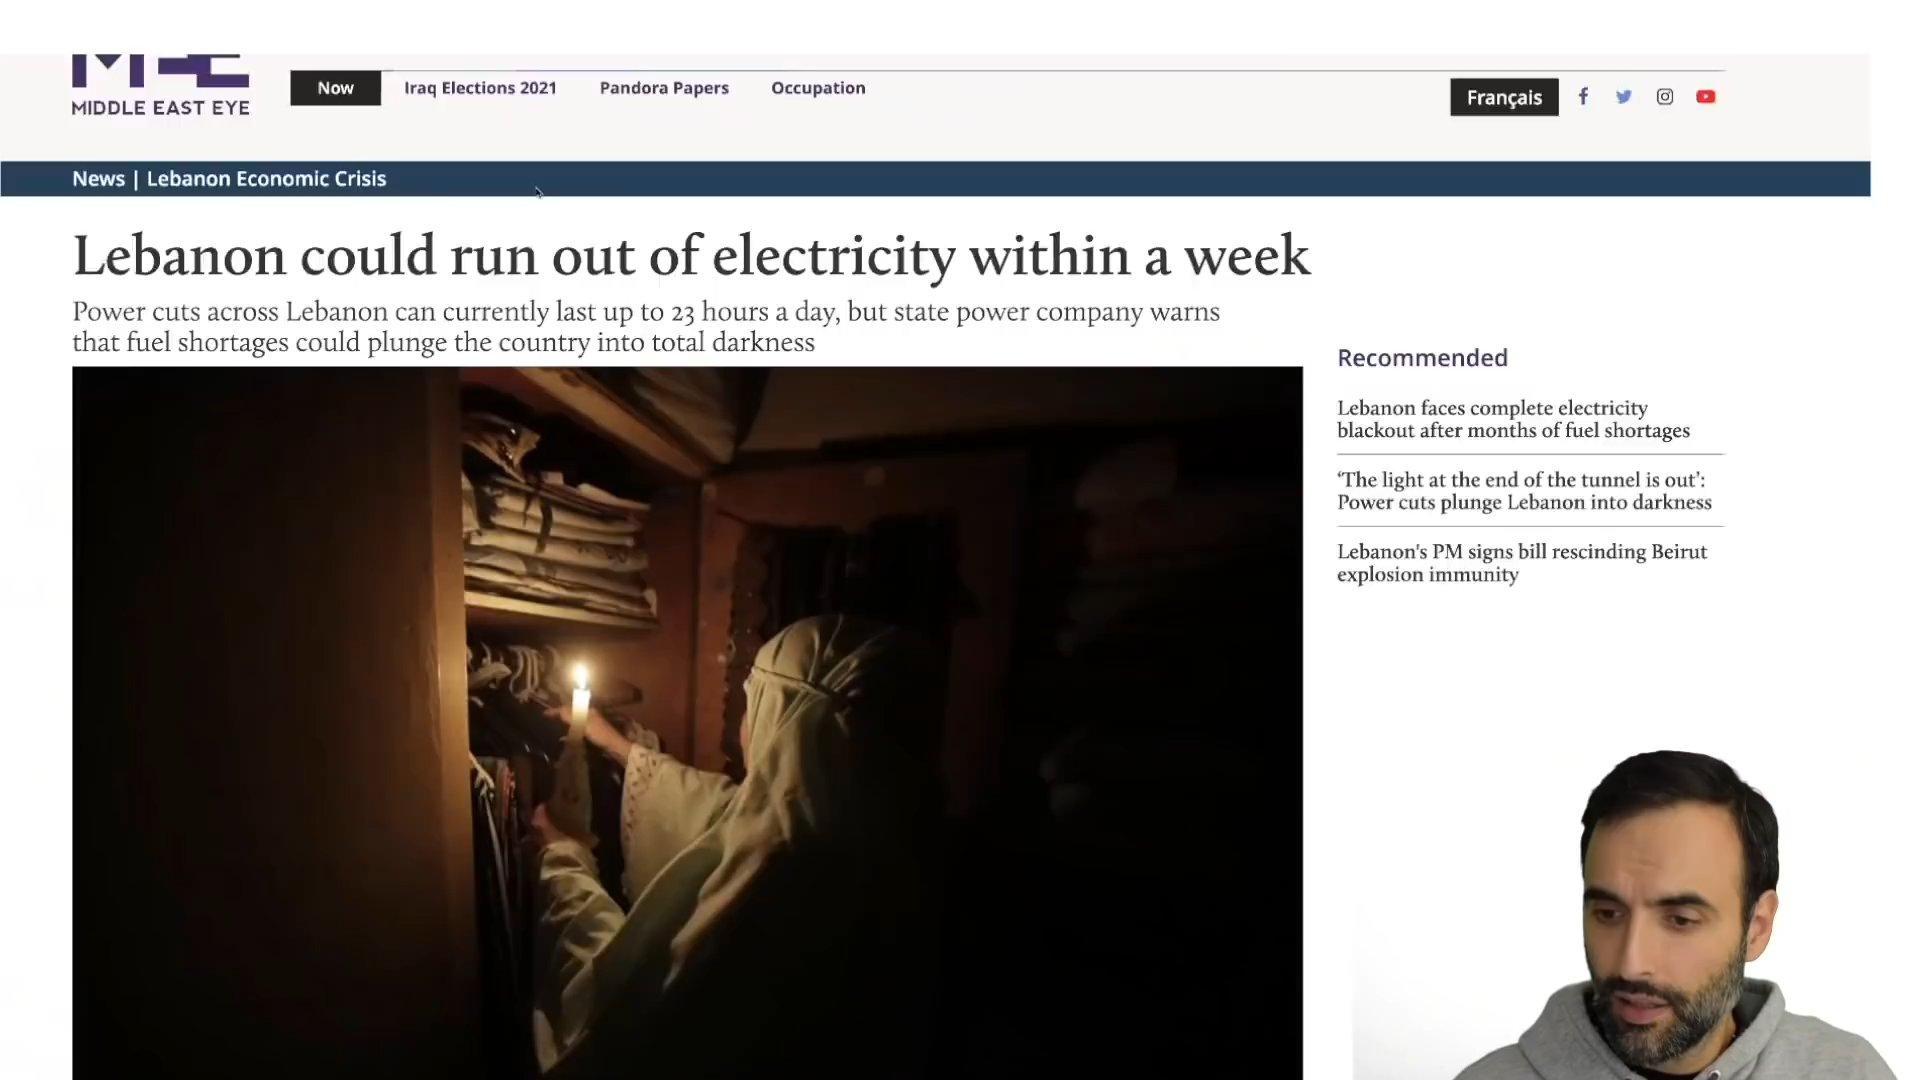 MIDDLE EAST EYE
Now
Iraq Elections 2021
Pandora Papers
Occupation
Français
News | Lebanon Economic Crisis
Lebanon could run out of electricity within a week
Power cuts across Lebanon can currently last up to 23 hours a day, but state power company warns
that fuel shortages could plunge the country into total darkness
Recommended
Lebanon faces complete electricity
blackout after months of fuel shortages
‘The light at the end of the tunnel is out’:
Power cuts plunge Lebanon into darkness
Lebanon's PM signs bill rescinding Beirut
explosion immunity